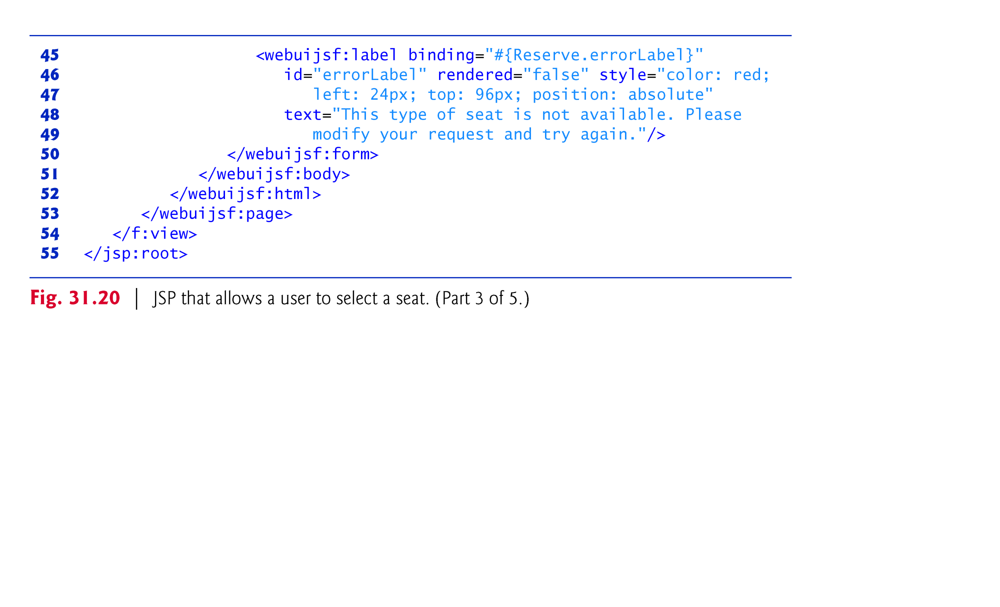 45 <webuijsf:label binding="#{Reserve.errorLabel}"
46 id="errorLabel" rendered="false" style="color: red;
47 left: 24px; top: 96px; position: absolute"
48 text="This type of seat is not available. Please
49 modify your request and try again."/>
50 </webuijsf:form>
51 </webuijsf:body>
52 </webuijsf:html>
53 </webuijsf:page>
54 </f:view>
55 </jsp:root>
Fig. 31.20 | JSP that allows a user to select a seat. (Part 3 of 5.)